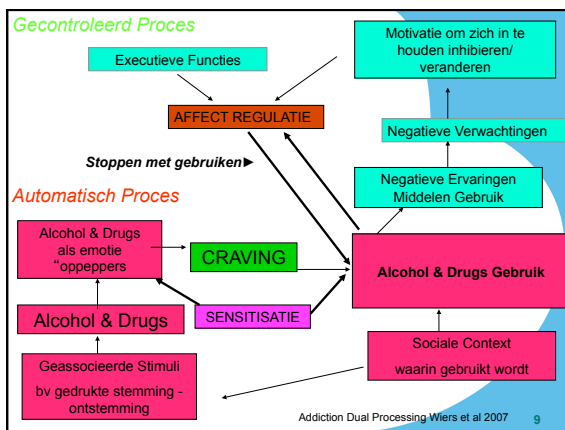 Gecontroleerd Proces
Executieve Functies
Motivatie om zich in te
houden inhibieren/
veranderen
AFFECT REGULATIE
Negatieve Verwachtingen
Stoppen met gebruiken►
Negatieve Ervaringen
Middelen Gebruik
Automatisch Proces
Alcohol & Drugs
als emotie
“oppeppers
CRAVING
Alcohol & Drugs Gebruik
Alcohol & Drugs
SENSITISATIE
Geassocieerde Stimuli
bv gedrukte stemming -
ontstemming
Sociale Context
waarin gebruikt wordt
Addiction Dual Processing Wiers et al 2007
9